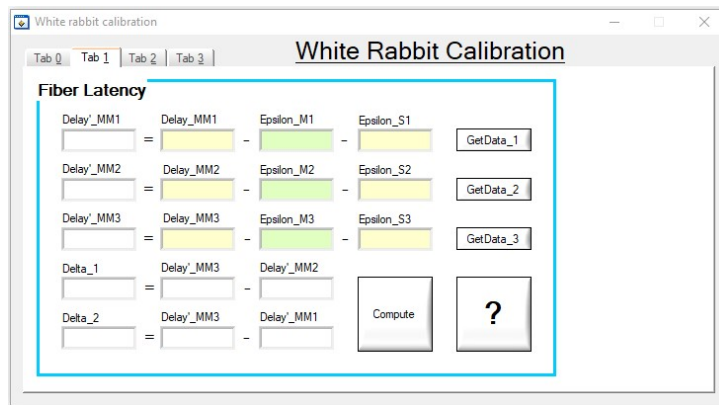 White rabbit calibration
Tab 0 Tab 1 Tab 2 Tab 3
White Rabbit Calibration
Fiber Latency
Delay'_MM1 Delay_MM1 Epsilon_M1 Epsilon_S1
= - - GetData_1
Delay'_MM2 Delay_MM2 Epsilon_M2 Epsilon_S2
= - - GetData_2
Delay'_MM3 Delay_MM3 Epsilon_M3 Epsilon_S3
= - - GetData_3
Delta_1 Delay'_MM3 Delay'_MM2
= -
Delta_2 Delay'_MM3 Delay'_MM1
= -
Compute ?